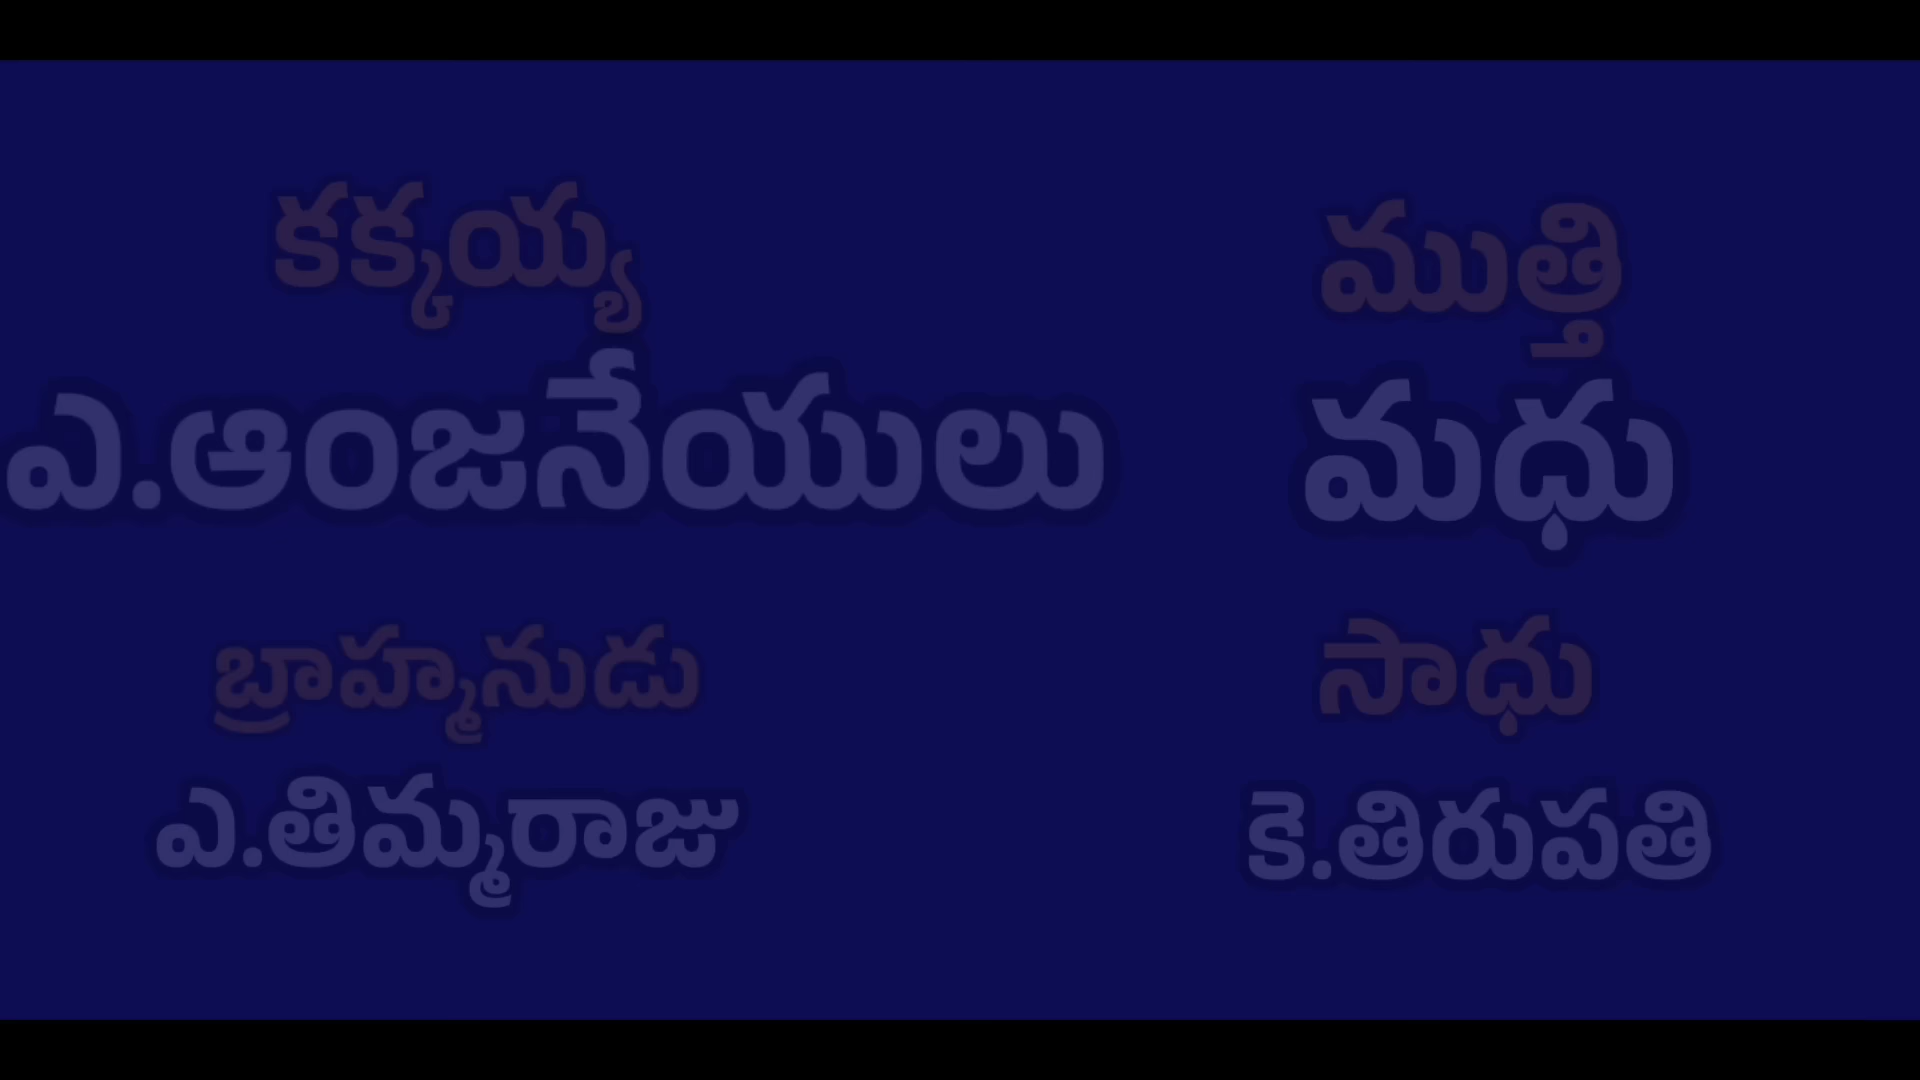 కక్కయ్య
ముత్తి
ఎ.ఆంజనేయులు
మధు
బ్రాహ్మనుడు
సాధు
ఎ.తిమ్మరాజు
కె.తిరుపతి